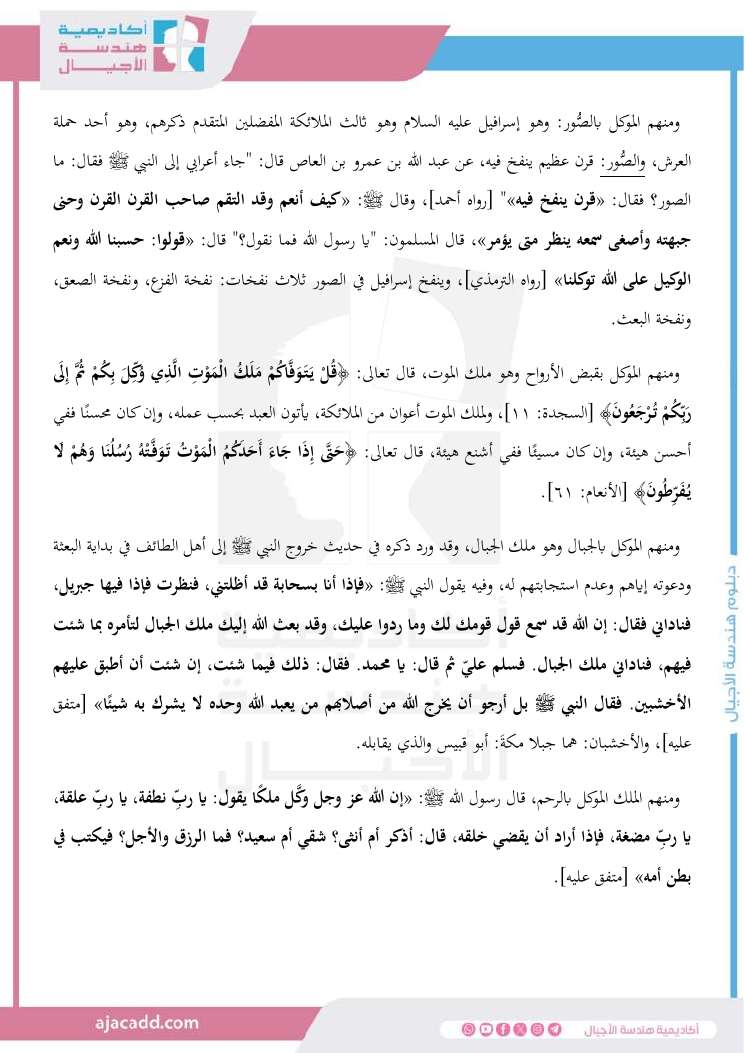 أكاديمية
هندسة
الأجيال
ومنهم الموكل بالصُّور: وهو إسرافيل عليه السلام وهو ثالث الملائكة المفضلين المتقدم ذكرهم، وهو أحد حملة
العرش، والصُّور: قرن عظيم ينفخ فيه، عن عبد الله بن عمرو بن العاص قال: "جاء أعرابي إلى النبي ﷺ فقال: ما
الصور؟ فقال: «قرن ينفخ فيه»" [رواه أحمد]، وقال ﷺ: «كيف أنعم وقد التقم صاحب القرن القرن وحنى
جبهته وأصغى سمعه ينظر متى يؤمر»، قال المسلمون: "يا رسول الله فما نقول؟" قال: «قولوا: حسبنا الله ونعم
الوكيل على الله توكلنا» [رواه الترمذي]، وينفخ إسرافيل في الصور ثلاث نفخات: نفخة الفزع، ونفخة الصعق،
ونفخة البعث.
ومنهم الموكل بقبض الأرواح وهو ملك الموت، قال تعالى: ﴿قُلْ يَتَوَفَّاكُمْ مَلَكُ الْمَوْتِ الَّذِي وُكِّلَ بِكُمْ ثُمَّ إِلَى
رَبِّكُمْ تُرْجَعُونَ﴾ [السجدة: ١١]، ولملك الموت أعوان من الملائكة، يأتون العبد بحسب عمله، وإن كان محسنًا ففي
أحسن هيئة، وإن كان مسيئًا ففي أشنع هيئة، قال تعالى: ﴿حَتَّى إِذَا جَاءَ أَحَدَكُمُ الْمَوْتُ تَوَفَّتْهُ رُسُلُنَا وَهُمْ لَا
يُفَرِّطُونَ﴾ [الأنعام: ٦١].
ومنهم الموكل بالجبال وهو ملك الجبال، وقد ورد ذكره في حديث خروج النبي ﷺ إلى أهل الطائف في بداية البعثة
ودعوته إياهم وعدم استجابتهم له، وفيه يقول النبي ﷺ: «فإذا أنا بسحابة قد أظلتني، فنظرت فإذا فيها جبريل،
فناداني فقال: إن الله قد سمع قول قومك لك وما ردوا عليك، وقد بعث الله إليك ملك الجبال لتأمره بما شئت
فيهم، فناداني ملك الجبال. فسلم عليّ ثم قال: يا محمد. فقال: ذلك فيما شئت، إن شئت أن أطبق عليهم
الأخشبين. فقال النبي ﷺ بل أرجو أن يخرج الله من أصلابهم من يعبد الله وحده لا يشرك به شيئًا» [متفق
عليه]، والأخشبان: هما جبلا مكةَ: أبو قبيس والذي يقابله.
ومنهم الملك الموكل بالرحم، قال رسول الله ﷺ: «إن الله عز وجل وكَّل ملكًا يقول: يا ربِّ نطفة، يا ربِّ علقة،
يا ربِّ مضغة، فإذا أراد أن يقضي خلقه، قال: أذكر أم أنثى؟ شقي أم سعيد؟ فما الرزق والأجل؟ فيكتب في
بطن أمه» [متفق عليه].
أكاديمية
هندسة
الأجيال
دبلوم هندسة الأجيال
أكاديمية هندسة الأجيال
ajacadd.com